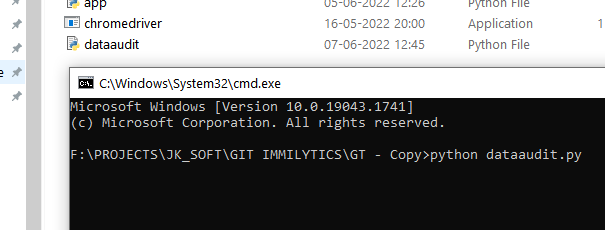 app 05-06-2022 12:26 Python File
chromedriver 16-05-2022 20:00 Application 1
dataaudit 07-06-2022 12:45 Python File
e
C:\Windows\System32\cmd.exe
Microsoft Windows [Version 10.0.19043.1741]
(c) Microsoft Corporation. All rights reserved.
F:\PROJECTS\JK_SOFT\GIT IMMILYTICS\GT - Copy>python dataaudit.py